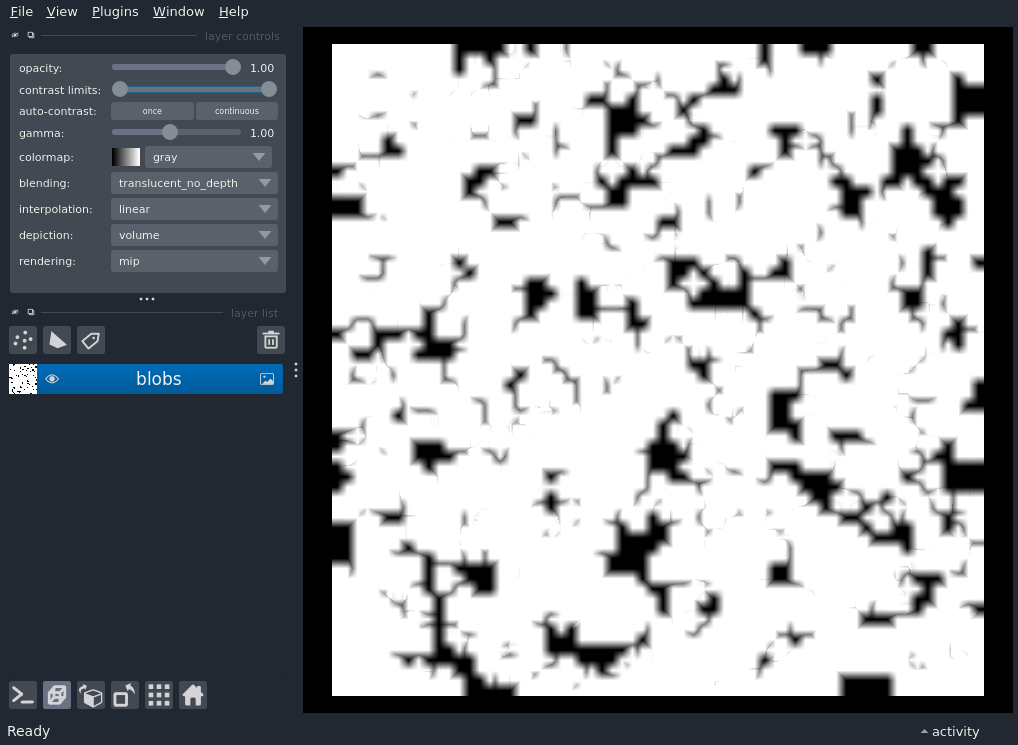 File View Plugins Window Help
layer controls
opacity: 1.00
contrast limits:
auto-contrast: once continuous
gamma: 1.00
colormap: gray
blending: translucent_no_depth
interpolation: linear
depiction: volume
rendering: mip
layer list
blobs
Ready activity